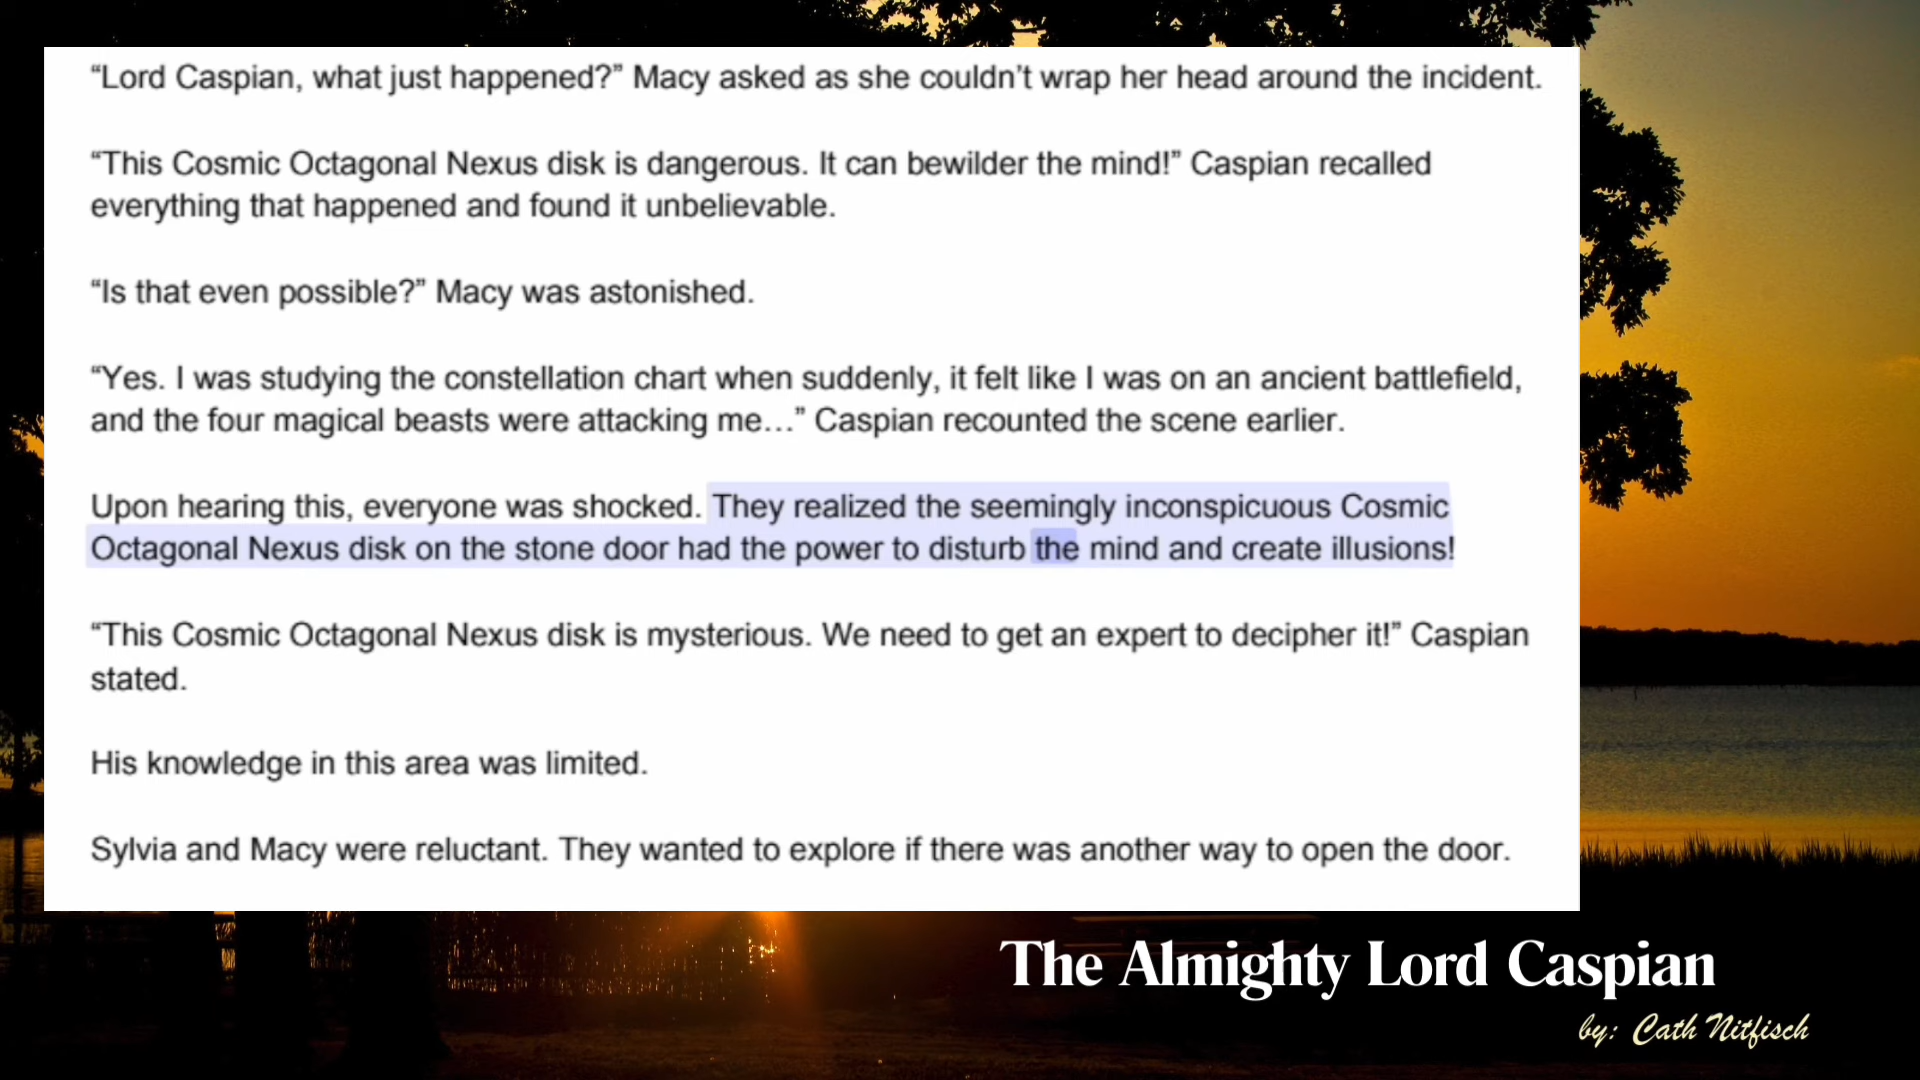 “Lord Caspian, what just happened?” Macy asked as she couldn’t wrap her head around the incident.
“This Cosmic Octagonal Nexus disk is dangerous. It can bewilder the mind!” Caspian recalled
everything that happened and found it unbelievable.
“Is that even possible?” Macy was astonished.
“Yes. I was studying the constellation chart when suddenly, it felt like I was on an ancient battlefield,
and the four magical beasts were attacking me…” Caspian recounted the scene earlier.
Upon hearing this, everyone was shocked. They realized the seemingly inconspicuous Cosmic
Octagonal Nexus disk on the stone door had the power to disturb the mind and create illusions!
“This Cosmic Octagonal Nexus disk is mysterious. We need to get an expert to decipher it!” Caspian
stated.
His knowledge in this area was limited.
Sylvia and Macy were reluctant. They wanted to explore if there was another way to open the door.
The Almighty Lord Caspian
by: Cath Nitfisch